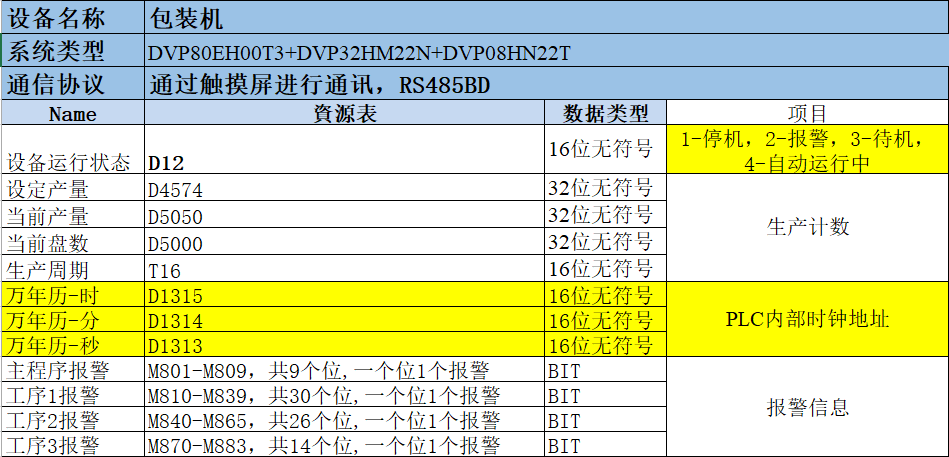 设备名称 包装机
系统类型 DVP80EH00T3+DVP32HM22N+DVP08HN22T
通信协议 通过触摸屏进行通讯，RS485BD
Name 資源表 数据类型 项目
设备运行状态 D12 16位无符号 1-停机，2-报警，3-待机，
4-自动运行中
设定产量 D4574 32位无符号
当前产量 D5050 32位无符号
生产计数
当前盘数 D5000 32位无符号
生产周期 T16 16位无符号
万年历-时 D1315 16位无符号
万年历-分 D1314 16位无符号 PLC内部时钟地址
万年历-秒 D1313 16位无符号
主程序报警 M801-M809，共9个位,一个位1个报警 BIT
工序1报警 M810-M839，共30个位,一个位1个报警 BIT
报警信息
工序2报警 M840-M865，共26个位,一个位1个报警 BIT
工序3报警 M870-M883，共14个位,一个位1个报警 BIT